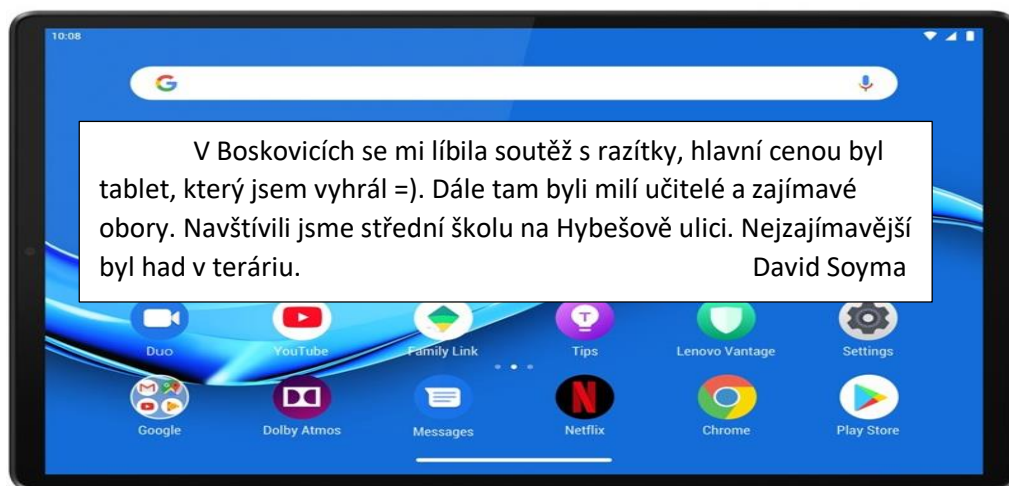 10:08
V Boskovicích se mi líbila soutěž s razítky, hlavní cenou byl
tablet, který jsem vyhrál =). Dále tam byli milí učitelé a zajímavé
obory. Navštívili jsme střední školu na Hybešově ulici. Nejzajímavější
byl had v teráriu. David Soyma
Duo YouTube Family Link Tips Lenovo Vantage Settings
Google Dolby Atmos Messages Netflix Chrome Play Store